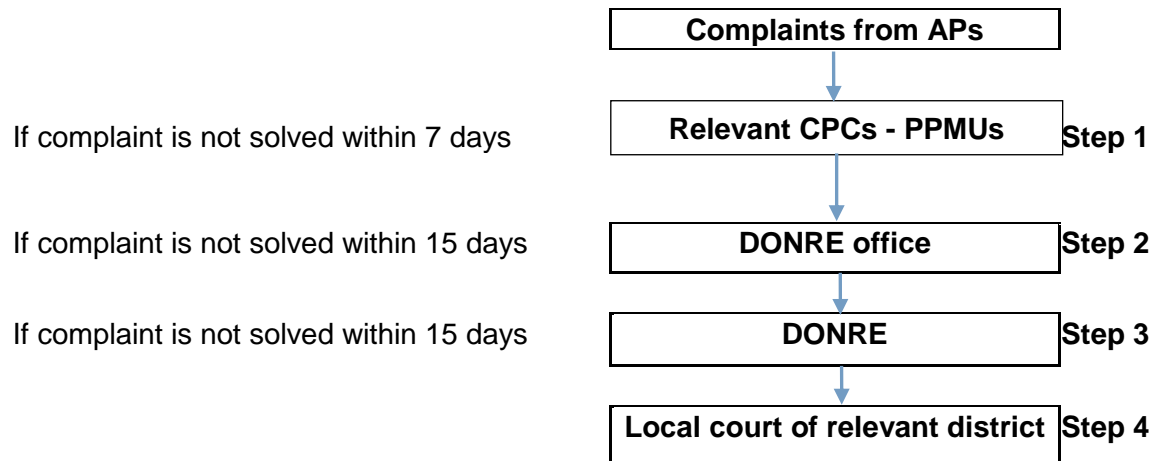 Complaints from APs
If complaint is not solved within 7 days Relevant CPCs - PPMUs Step 1
If complaint is not solved within 15 days DONRE office Step 2
If complaint is not solved within 15 days DONRE Step 3
Local court of relevant district Step 4